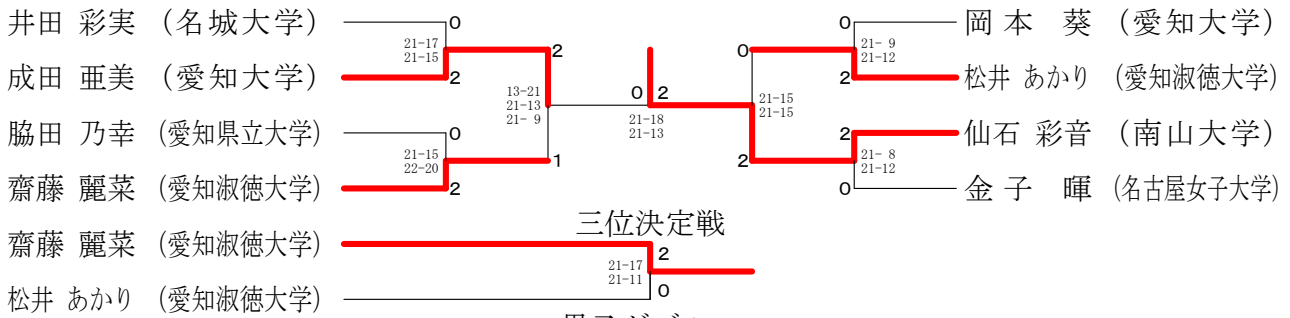 井田 彩実 (名城大学)
0
21-17
21-15
2
成田 亜美 (愛知大学)
2
13-21
21-13
21- 9
脇田 乃幸 (愛知県立大学)
0
21-15
22-20
1
齋藤 麗菜 (愛知淑徳大学)
2
0 2
21-18
21-13
岡本 葵 (愛知大学)
0
21- 9
21-12
0
松井 あかり (愛知淑徳大学)
2
21-15
21-15
仙石 彩音 (南山大学)
2
21- 8
21-12
2
金子 暉 (名古屋女子大学)
0
三位決定戦
齋藤 麗菜 (愛知淑徳大学)
2
21-17
21-11
松井 あかり (愛知淑徳大学)
0